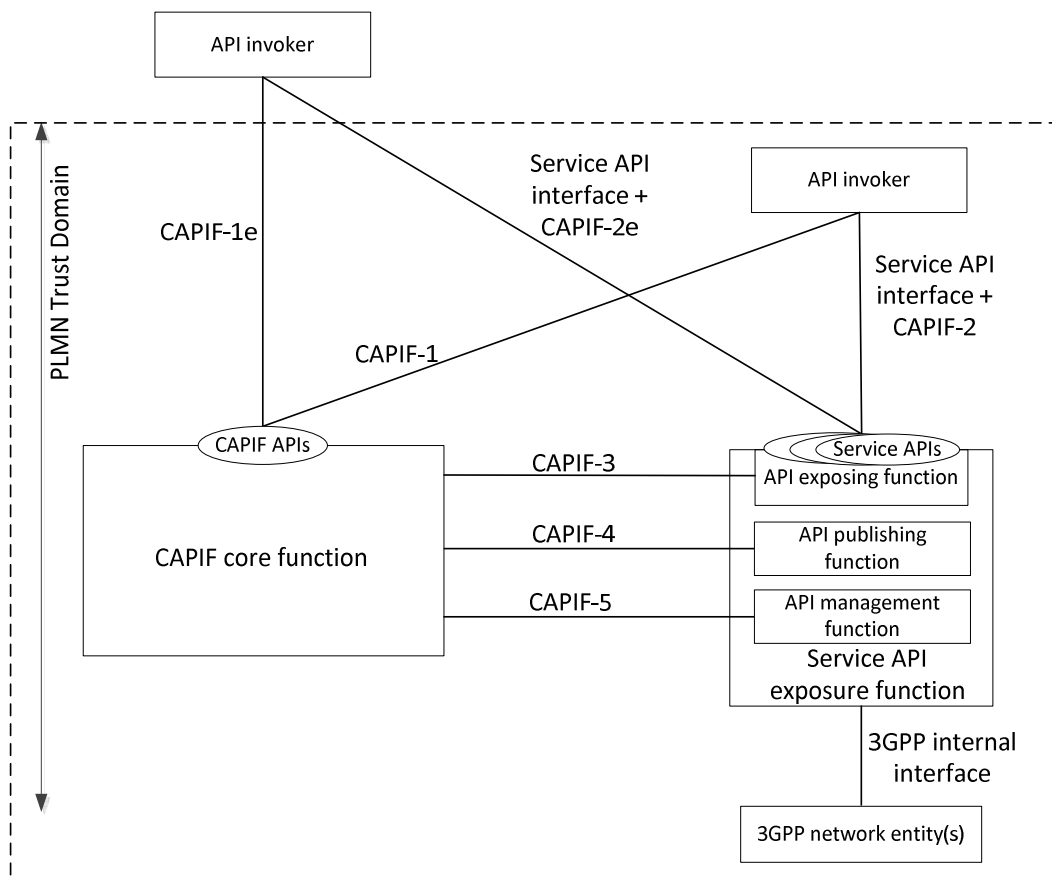 API invoker
PLMN Trust Domain
CAPIF-1e
Service API
interface +
CAPIF-2e
API invoker
Service API
interface +
CAPIF-2
CAPIF-1
CAPIF APIs
CAPIF core function
CAPIF-3
CAPIF-4
CAPIF-5
Service APIs
API exposing function
API publishing
function
API management
function
Service API
exposure function
3GPP internal
interface
3GPP network entity(s)